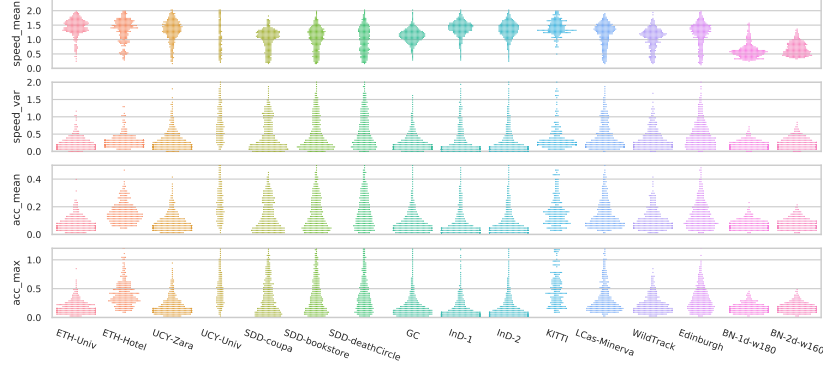 speed_mean
2.0
1.5
1.0
0.5
0.0
speed_var
2.0
1.5
1.0
0.5
0.0
acc_mean
0.4
0.2
0.0
acc_max
1.0
0.5
0.0
ETH-Univ
ETH-Hotel
UCY-Zara
UCY-Univ
SDD-coupa
SDD-bookstore
SDD-deathCircle
GC
InD-1
InD-2
KITTI
LCas-Minerva
WildTrack
Edinburgh
BN-1d-w180
BN-2d-w160